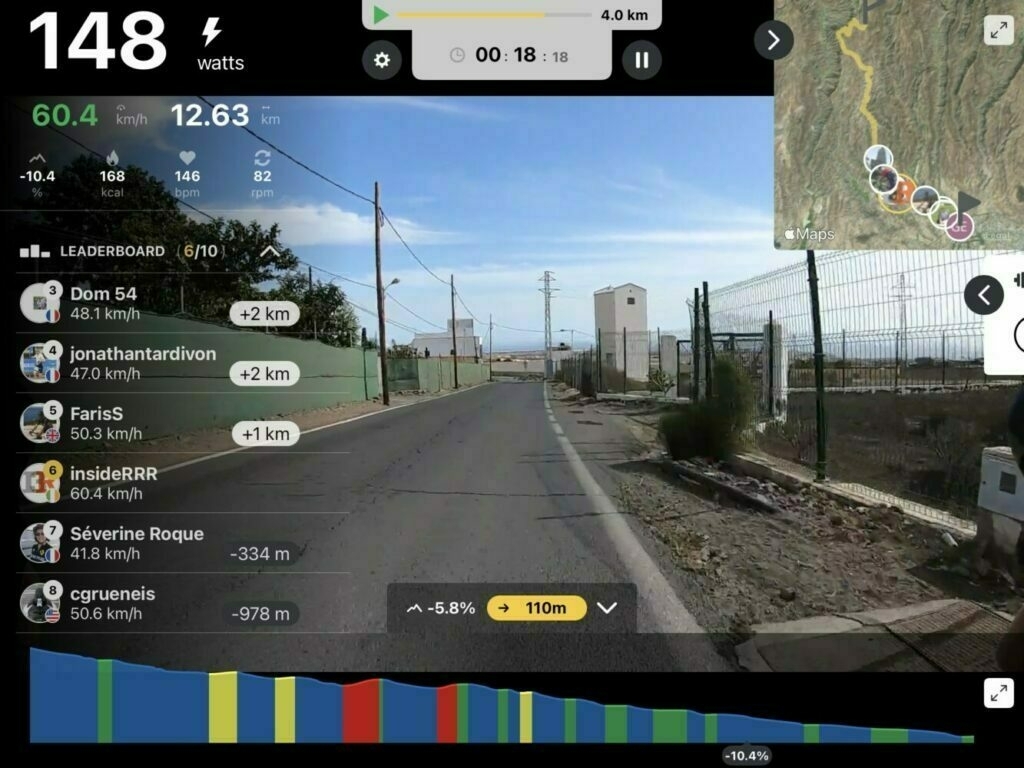 148
watts
4.0 km
00 : 18 : 18
60.4 km/h 12.63 km
-10.4 168 146 82
% kcal bpm rpm
LEADERBOARD (6/10)
3 Dom 54
48.1 km/h +2 km
4 jonathantardivon
47.0 km/h +2 km
5 FarisS
50.3 km/h +1 km
6 insideRRR
60.4 km/h
7 Séverine Roque
41.8 km/h -334 m
8 cgrueneis
50.6 km/h -978 m
Maps
GE
Legal
-5.8% 110m
-10.4%